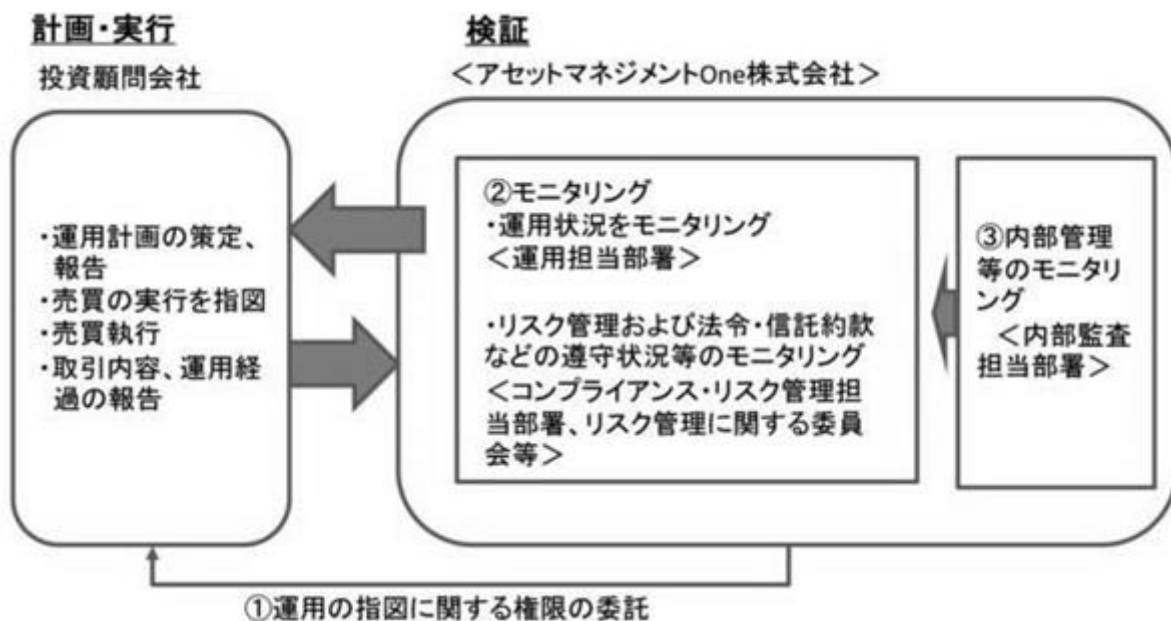 計画・実行
投資顧問会社
・運用計画の策定、
報告
・売買の実行を指図
・売買執行
・取引内容、運用経
過の報告
検証
＜アセットマネジメントOne株式会社＞
②モニタリング
・運用状況をモニタリング
＜運用担当部署＞
・リスク管理および法令・信託約款
などの遵守状況等のモニタリング
＜コンプライアンス・リスク管理担
当部署、リスク管理に関する委員
会等＞
③内部管理
等のモニタリ
ング
＜内部監査
担当部署＞
①運用の指図に関する権限の委託